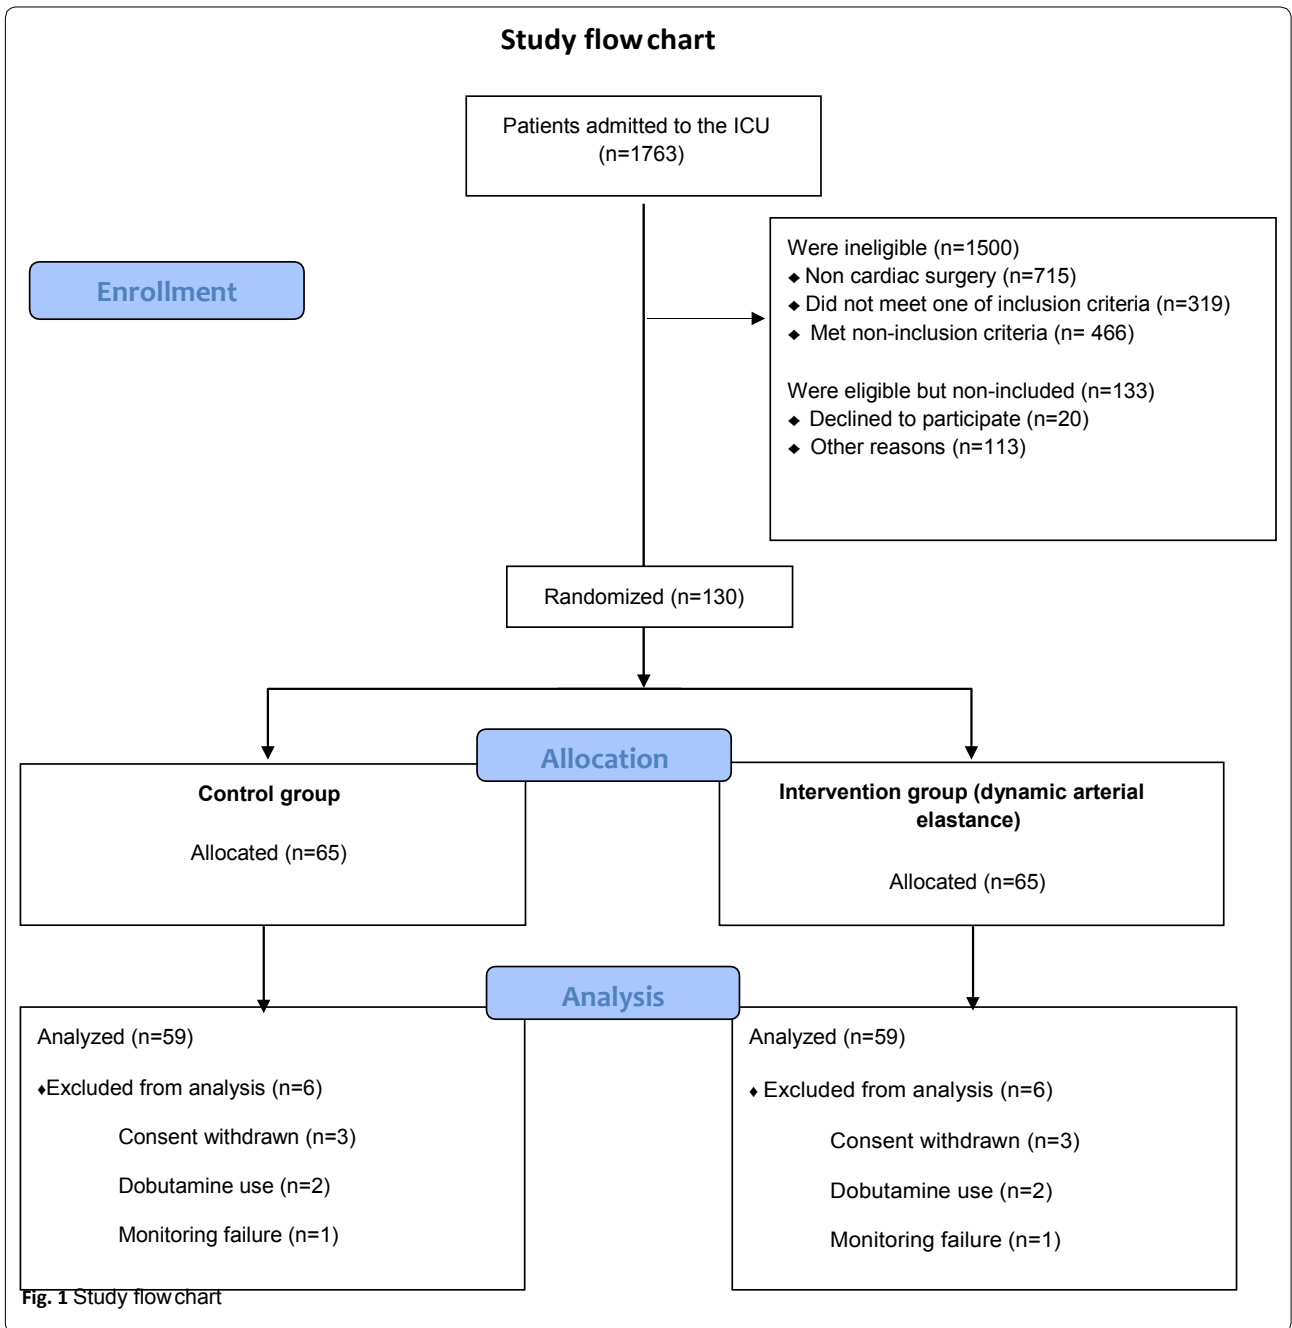 Study flow chart
Patients admitted to the ICU
(n=1763)
Enrollment
Were ineligible (n=1500)
◆ Non cardiac surgery (n=715)
◆ Did not meet one of inclusion criteria (n=319)
◆ Met non-inclusion criteria (n= 466)
Were eligible but non-included (n=133)
◆ Declined to participate (n=20)
◆ Other reasons (n=113)
Randomized (n=130)
Allocation
Control group
Allocated (n=65)
Intervention group (dynamic arterial
elastance)
Allocated (n=65)
Analysis
Analyzed (n=59)
♦Excluded from analysis (n=6)
Consent withdrawn (n=3)
Dobutamine use (n=2)
Monitoring failure (n=1)
Analyzed (n=59)
♦ Excluded from analysis (n=6)
Consent withdrawn (n=3)
Dobutamine use (n=2)
Monitoring failure (n=1)
Fig. 1 Study flow chart